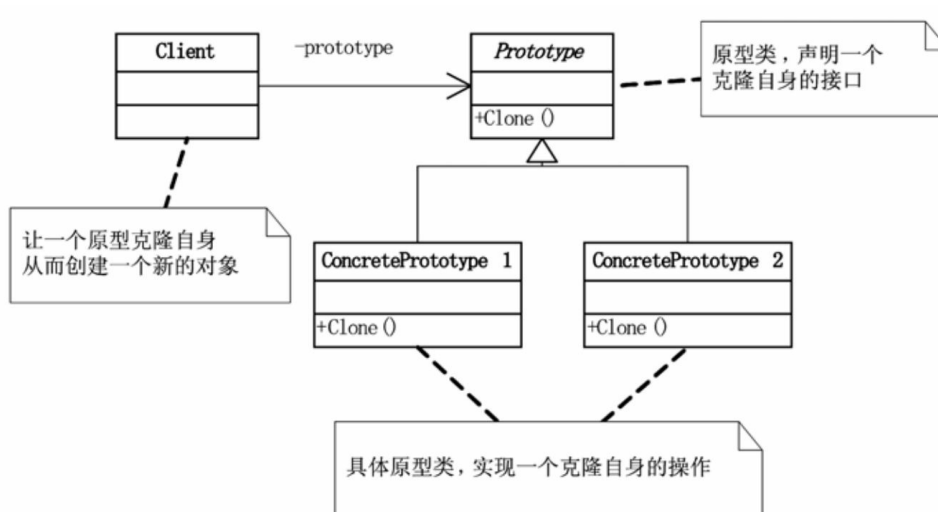 Client
-prototype
Prototype
+Clone()
原型类，声明一个
克隆自身的接口
让一个原型克隆自身
从而创建一个新的对象
ConcretePrototype 1
+Clone()
ConcretePrototype 2
+Clone()
具体原型类，实现一个克隆自身的操作